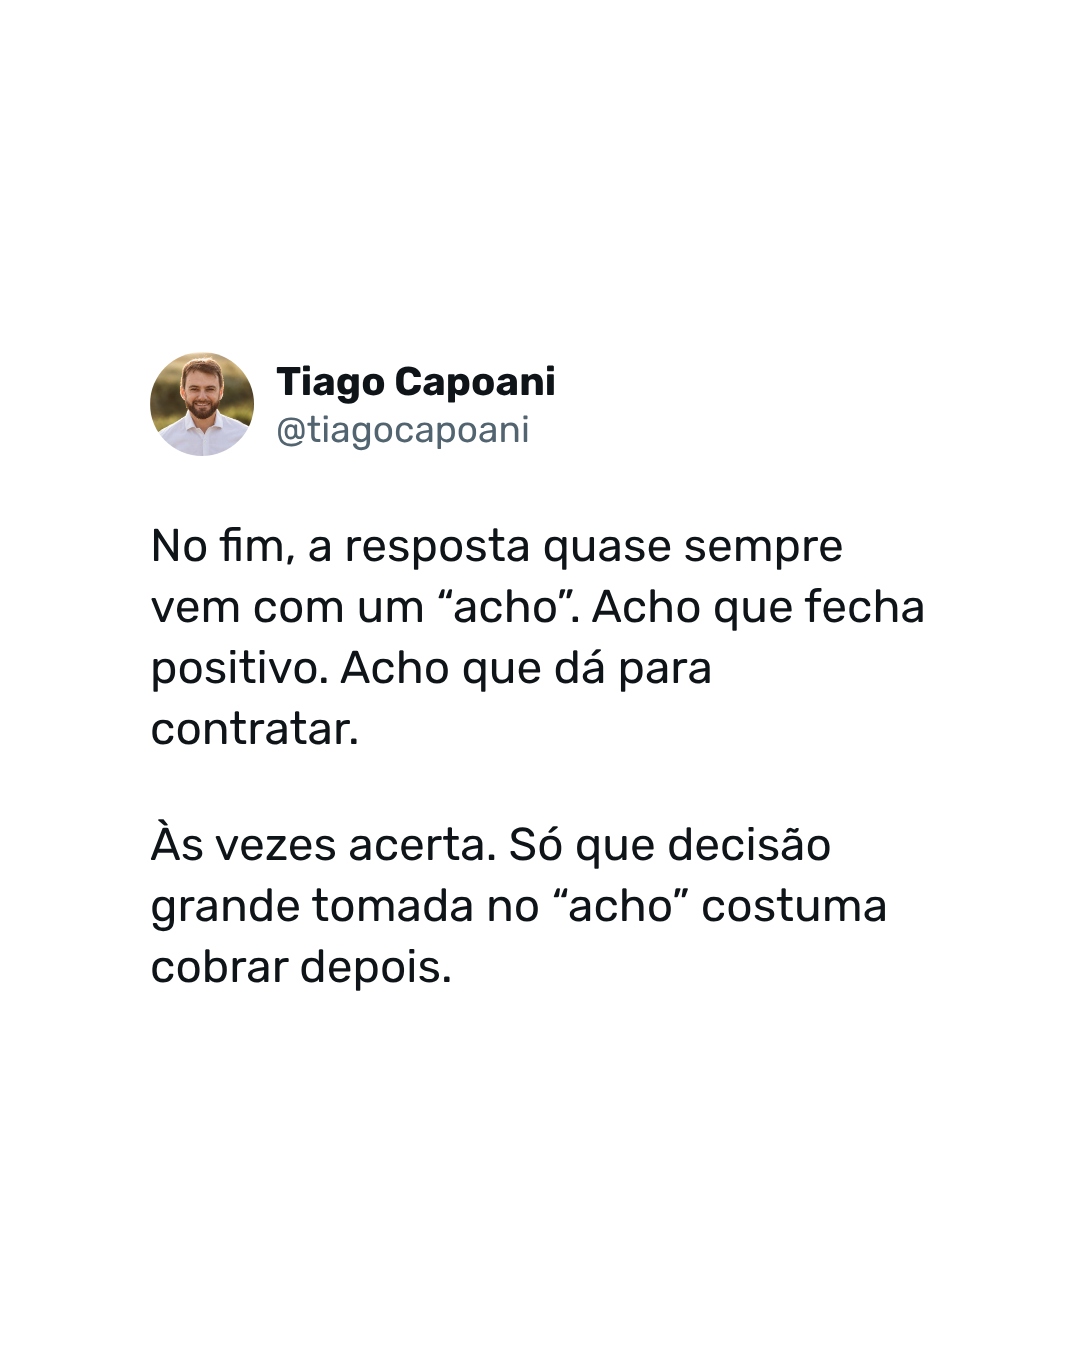 Tiago Capoani
@tiagocapoani
No fim, a resposta quase sempre
vem com um “acho”. Acho que fecha
positivo. Acho que dá para
contratar.
Às vezes acerta. Só que decisão
grande tomada no “acho” costuma
cobrar depois.